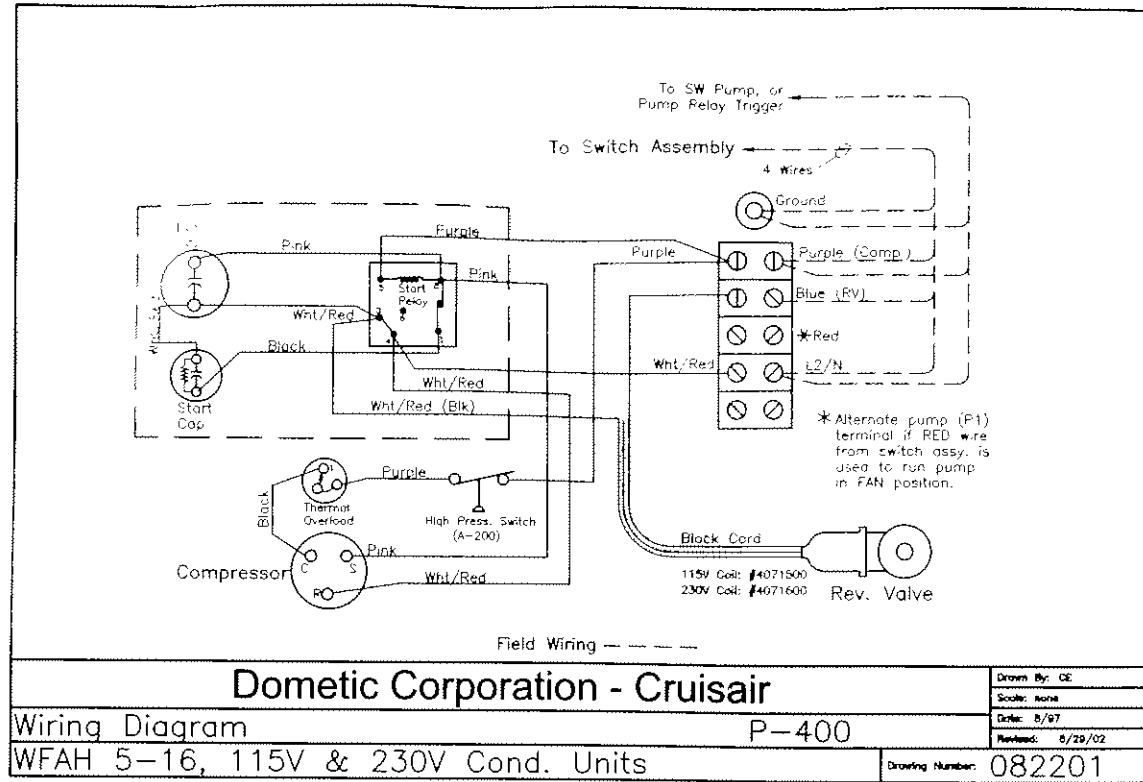 To SW Pump, or
Pump Relay Trigger
To Switch Assembly
4 Wires
Ground
Purple
Pink
Purple
Purple (Comp.)
Pink
Start
Relay
5
2
6
4
Blue (RV)
Wht/Red
*Red
Black
Wht/Red
L2/N
Wht/Red
Start
Cap
Wht/Red (Blk)
* Alternate pump (P1)
terminal if RED wire
from switch assy. is
used to run pump
in FAN position.
Purple
Thermal
Overload
High Press. Switch
(A-200)
Black
Black Cord
Pink
C
S
Compressor
Wht/Red
R
115V Coil: #4071500
230V Coil: #4071600
Rev. Valve
Field Wiring
Dometic Corporation - Cruisair
Drawn By: CE
Scale: None
Wiring Diagram
P-400
Date: 8/97
Revised: 8/29/02
WFAH 5-16, 115V & 230V Cond. Units
Drawing Number: 082201